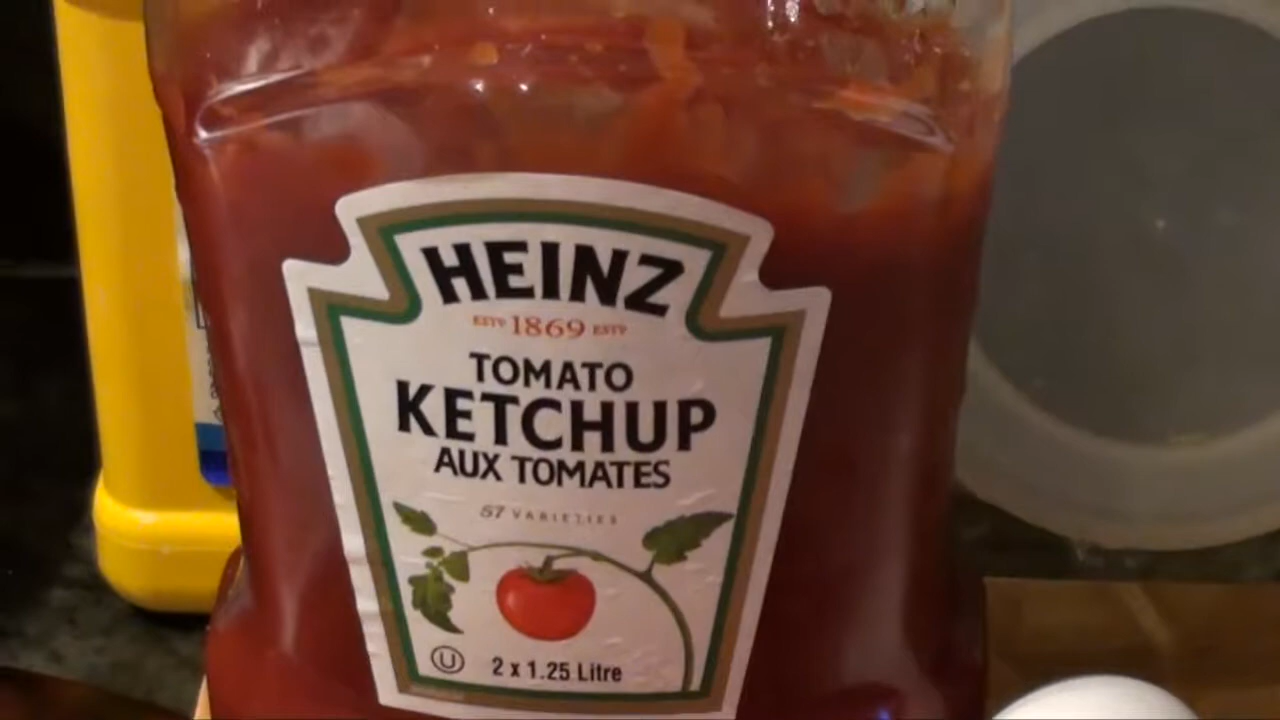 HEINZ
ESTD 1869 ESTD
TOMATO
KETCHUP
AUX TOMATES
57 VARIETIES
U 2 x 1.25 Litre